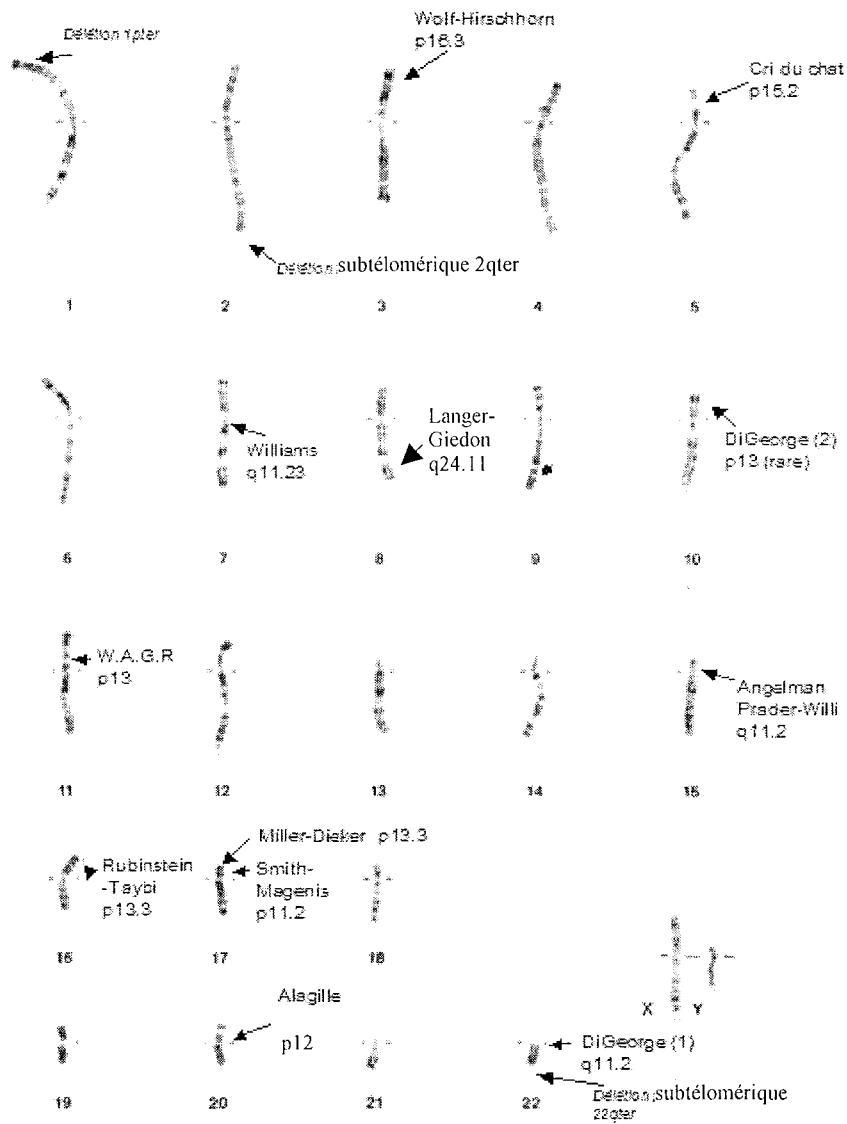 Délétion 1pter
Wolf-Hirschhorn
p16.3
Cri du chat
p15.2
Délétion subtélomérique 2qter
1 2 3 4 5
Williams
q11.23
Langer-
Giedon
q24.11
DiGeorge (2)
p13 (rare)
6 7 8 9 10
W.A.G.R
p13
Angelman
Prader-Willi
q11.2
11 12 13 14 15
Rubinstein
-Taybi
p13.3
Miller-Dieker p13.3
Smith-
Magenis
p11.2
16 17 18
X Y
Alagille
p12
DiGeorge (1)
q11.2
Délétion subtélomérique
22qter
19 20 21 22